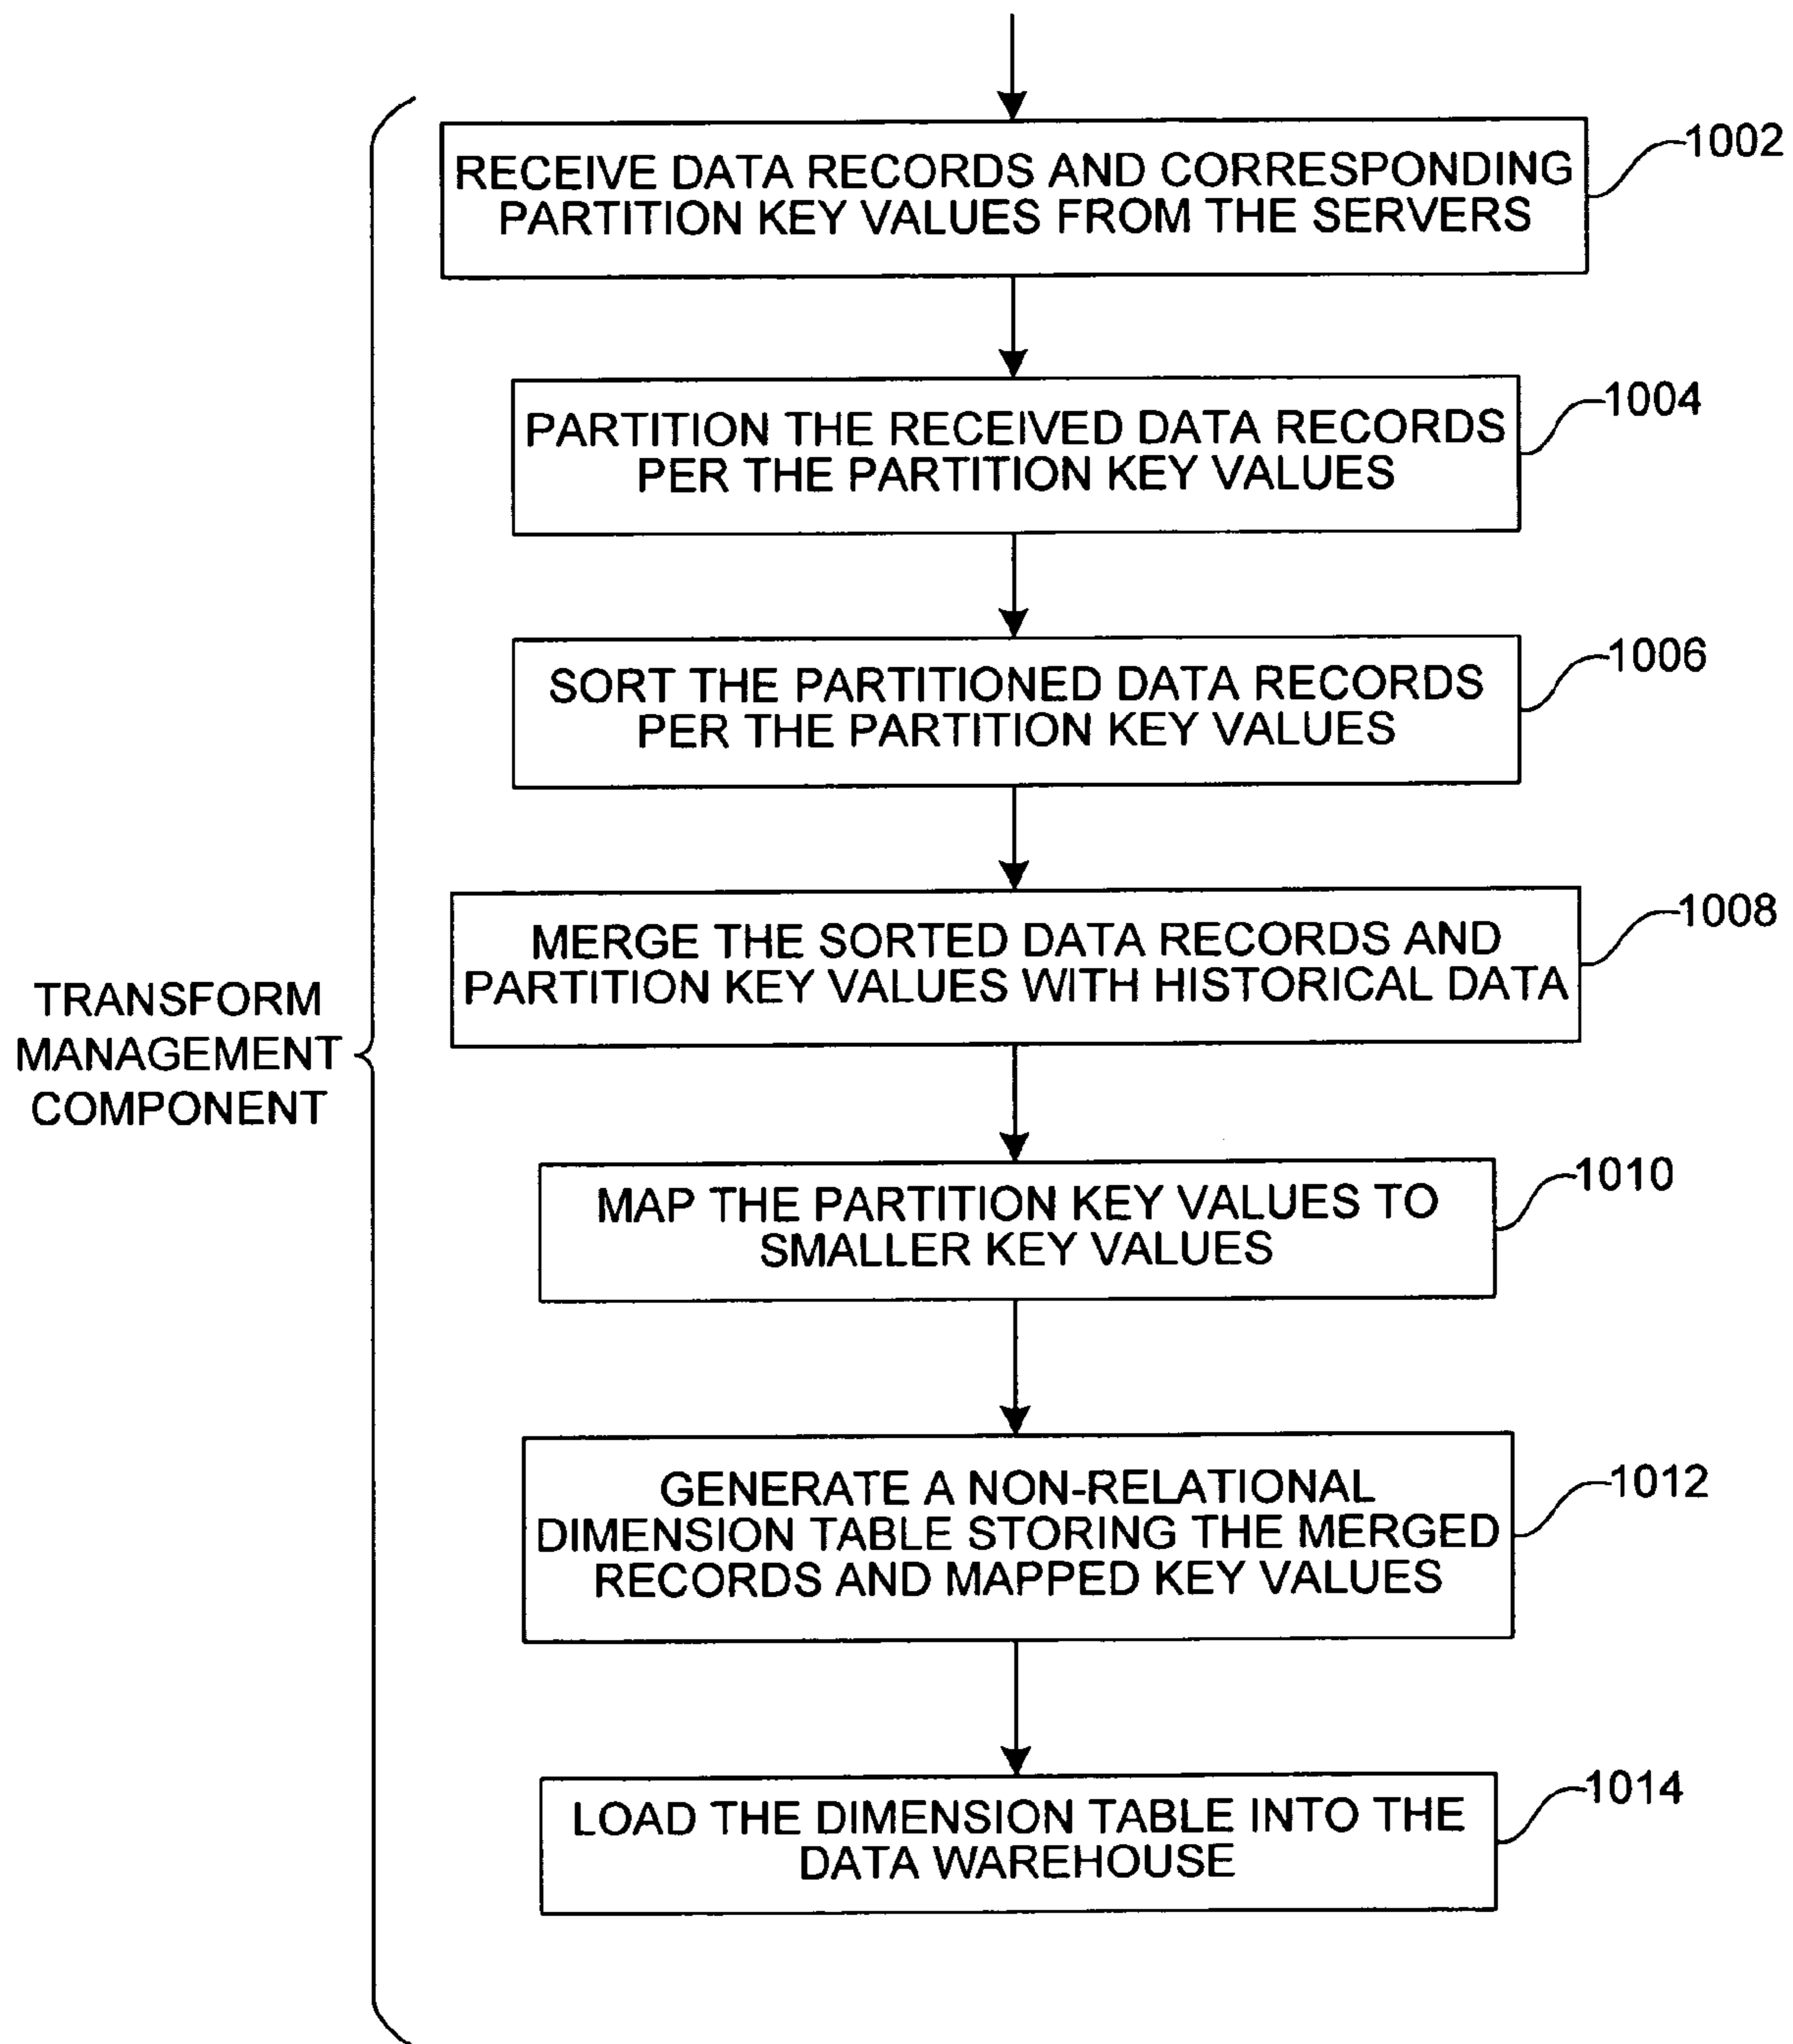 RECEIVE DATA RECORDS AND CORRESPONDING
PARTITION KEY VALUES FROM THE SERVERS
1002
PARTITION THE RECEIVED DATA RECORDS
PER THE PARTITION KEY VALUES
1004
SORT THE PARTITIONED DATA RECORDS
PER THE PARTITION KEY VALUES
1006
MERGE THE SORTED DATA RECORDS AND
PARTITION KEY VALUES WITH HISTORICAL DATA
1008
TRANSFORM
MANAGEMENT
COMPONENT
MAP THE PARTITION KEY VALUES TO
SMALLER KEY VALUES
1010
GENERATE A NON-RELATIONAL
DIMENSION TABLE STORING THE MERGED
RECORDS AND MAPPED KEY VALUES
1012
LOAD THE DIMENSION TABLE INTO THE
DATA WAREHOUSE
1014